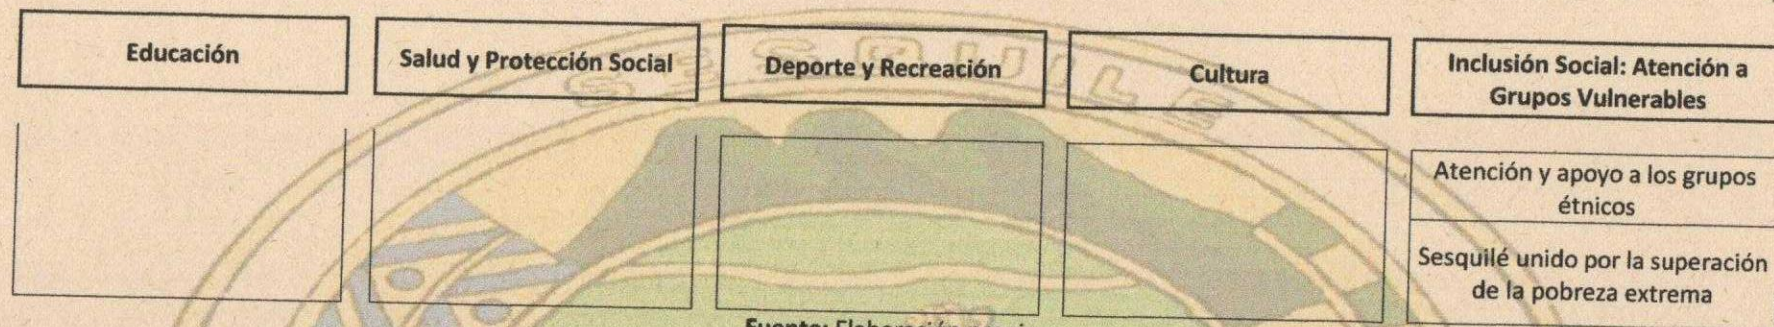 Educación
Salud y Protección Social
Deporte y Recreación
Cultura
Inclusión Social: Atención a
Grupos Vulnerables
SESQUILE
Atención y apoyo a los grupos
étnicos
Sesquilé unido por la superación
de la pobreza extrema
Fuente: Elaboración